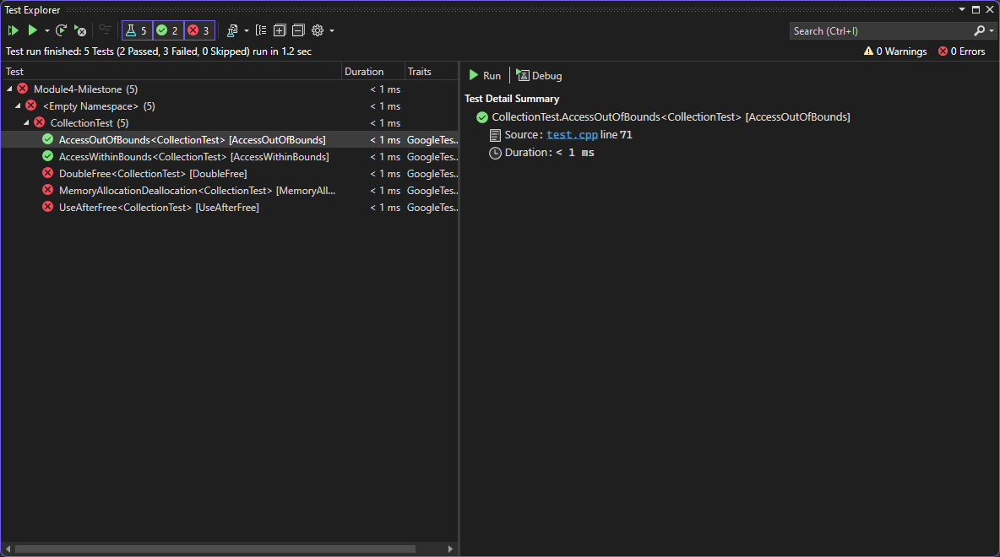 Test Explorer
5 2 3
Search (Ctrl+I)
Test run finished: 5 Tests (2 Passed, 3 Failed, 0 Skipped) run in 1.2 sec
0 Warnings 0 Errors
Test Duration Traits
Module4-Milestone (5) < 1 ms
<Empty Namespace> (5) < 1 ms
CollectionTest (5) < 1 ms
AccessOutOfBounds<CollectionTest> [AccessOutOfBounds] < 1 ms GoogleTes...
AccessWithinBounds<CollectionTest> [AccessWithinBounds] < 1 ms GoogleTes...
DoubleFree<CollectionTest> [DoubleFree] < 1 ms GoogleTes...
MemoryAllocationDeallocation<CollectionTest> [MemoryAll... < 1 ms GoogleTes...
UseAfterFree<CollectionTest> [UseAfterFree] < 1 ms GoogleTes...
Run Debug
Test Detail Summary
CollectionTest.AccessOutOfBounds<CollectionTest> [AccessOutOfBounds]
Source: test.cpp line 71
Duration: < 1 ms